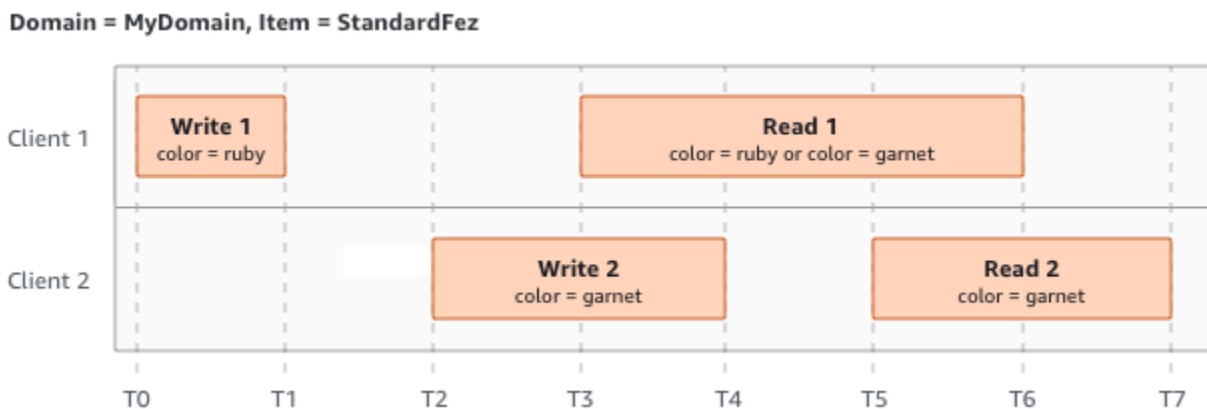 Domain = MyDomain, Item = StandardFez
Client 1
Write 1
color = ruby
Read 1
color = ruby or color = garnet
Client 2
Write 2
color = garnet
Read 2
color = garnet
T0 T1 T2 T3 T4 T5 T6 T7